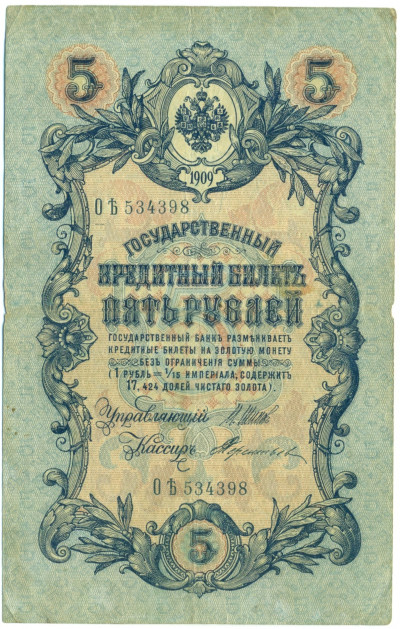 5 5
1909
ОѢ 534398
ГОСУДАРСТВЕННЫЙ
КРЕДИТНЫЙ БИЛЕТЪ
ПЯТЬ РУБЛЕЙ
ГОСУДАРСТВЕННЫЙ БАНКЪ РАЗМѢНИВАЕТЪ
КРЕДИТНЫЕ БИЛЕТЫ НА ЗОЛОТУЮ МОНЕТУ
БЕЗЪ ОГРАНИЧЕНІЯ СУММЫ
(1 РУБЛЬ = 1/15 ИМПЕРІАЛА, СОДЕРЖИТЪ
17,424 ДОЛЕЙ ЧИСТАГО ЗОЛОТА).
Управляющій
Кассиръ
ОѢ 534398
5